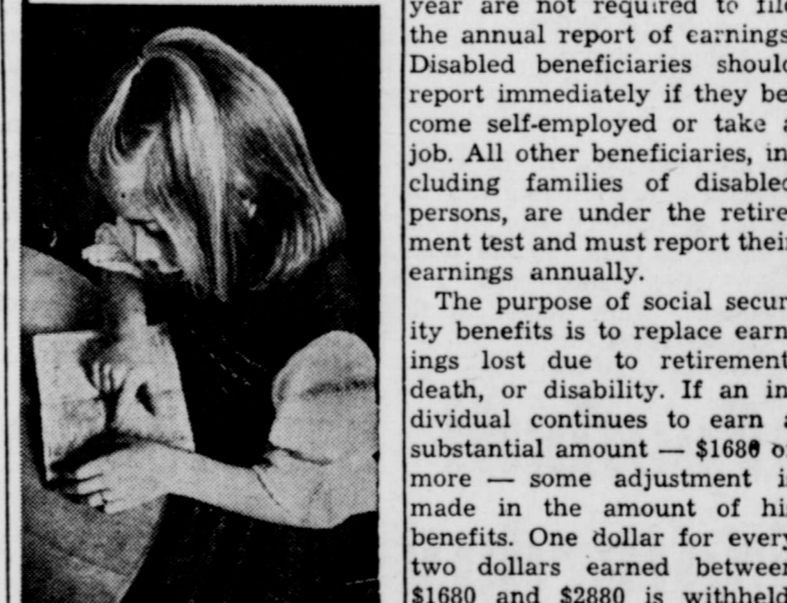 year are not required to file
the annual report of earnings
Disabled beneficiaries should
report immediately if they be
come self-employed or take a
job. All other beneficiaries, in
cluding families of disabled
persons, are under the retire
ment test and must report their
earnings annually.
The purpose of social secur
ity benefits is to replace earn
ings lost due to retirement
death, or disability. If an in
dividual continues to earn a
substantial amount — $1680 or
more — some adjustment is
made in the amount of his
benefits. One dollar for every
two dollars earned between
$1680 and $2880 is withheld